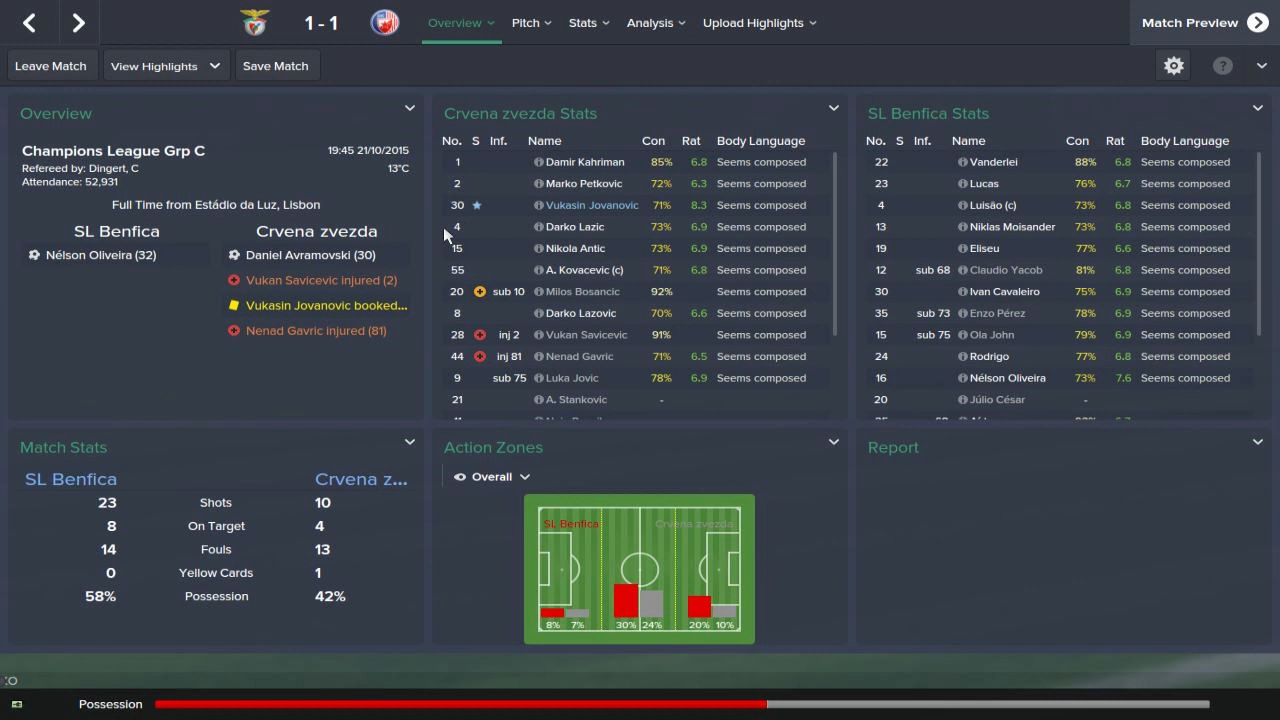 1 - 1
Overview Pitch Stats Analysis Upload Highlights
Match Preview
Leave Match View Highlights Save Match
?
Overview
Champions League Grp C 19:45 21/10/2015
Refereed by: Dingert, C 13°C
Attendance: 52,931
Full Time from Estádio da Luz, Lisbon
SL Benfica Crvena zvezda
Nélson Oliveira (32) Daniel Avramovski (30)
Vukan Savicevic injured (2)
Vukasin Jovanovic booked...
Nenad Gavric injured (81)
Crvena zvezda Stats
No. S Inf. Name Con Rat Body Language
1 Damir Kahriman 85% 6.8 Seems composed
2 Marko Petkovic 72% 6.3 Seems composed
30 Vukasin Jovanovic 71% 8.3 Seems composed
4 Darko Lazic 73% 6.9 Seems composed
15 Nikola Antic 73% 6.9 Seems composed
55 A. Kovacevic (c) 71% 6.8 Seems composed
20 sub 10 Milos Bosancic 92% Seems composed
8 Darko Lazovic 70% 6.6 Seems composed
28 inj 2 Vukan Savicevic 91% Seems composed
44 inj 81 Nenad Gavric 71% 6.5 Seems composed
9 sub 75 Luka Jovic 78% 6.9 Seems composed
21 A. Stankovic -
SL Benfica Stats
No. S Inf. Name Con Rat Body Language
22 Vanderlei 88% 6.8 Seems composed
23 Lucas 76% 6.7 Seems composed
4 Luisão (c) 73% 6.8 Seems composed
13 Niklas Moisander 73% 6.8 Seems composed
19 Eliseu 77% 6.6 Seems composed
12 sub 68 Claudio Yacob 81% 6.8 Seems composed
30 Ivan Cavaleiro 75% 6.9 Seems composed
35 sub 73 Enzo Pérez 78% 6.9 Seems composed
15 sub 75 Ola John 79% 6.9 Seems composed
24 Rodrigo 77% 6.8 Seems composed
16 Nélson Oliveira 73% 7.6 Seems composed
20 Júlio César -
Match Stats
SL Benfica Crvena z...
23 Shots 10
8 On Target 4
14 Fouls 13
0 Yellow Cards 1
58% Possession 42%
Action Zones
Overall
SL Benfica Crvena zvezda
8% 7% 30% 24% 20% 10%
Report
Possession